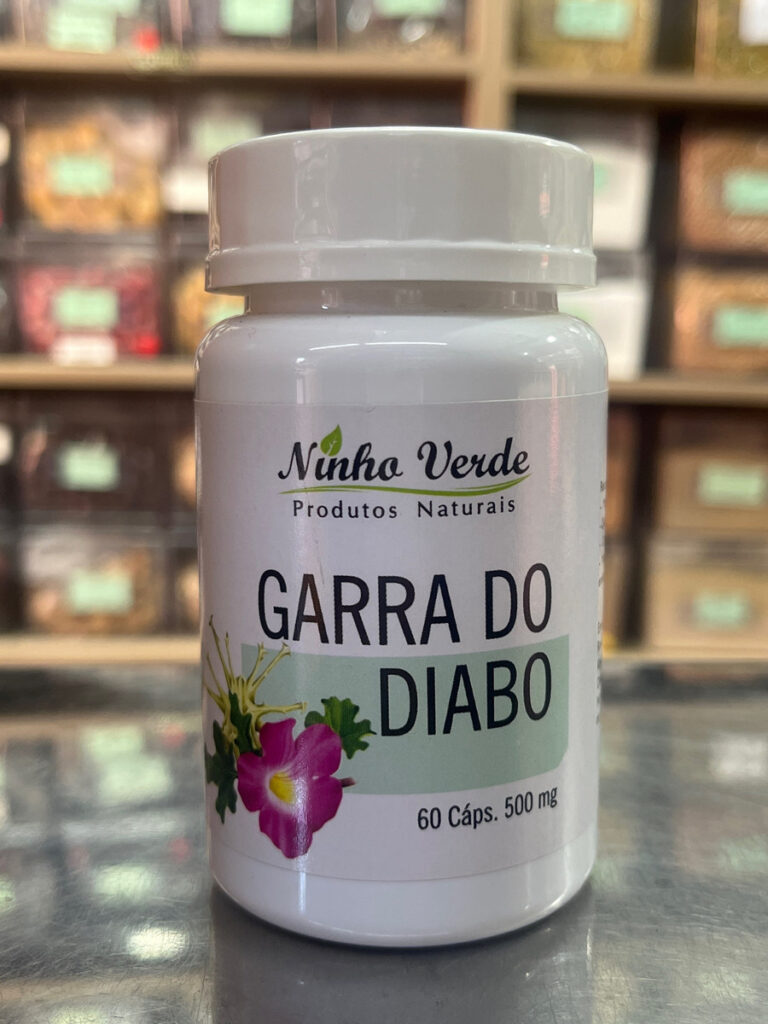 Ninho Verde
Produtos Naturais
GARRA DO
DIABO
60 Cáps. 500 mg